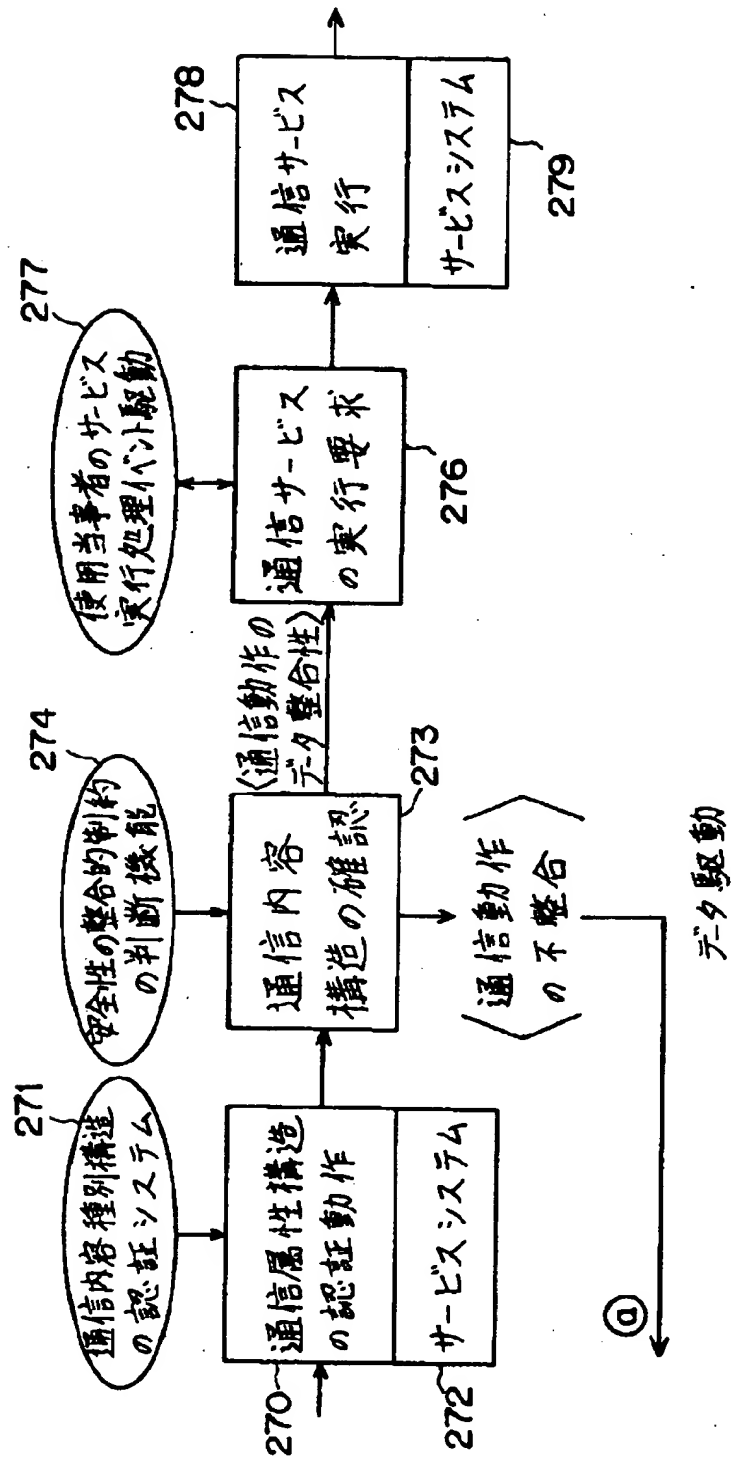 271
通信内容種別構造
の認証システム
270
通信属性構造
の認証動作
サービスシステム
272
274
安全性の整合的制約
の判断機能
通信内容
構造の確認
273
〈通信動作の
データ整合性〉
〈通信動作
の不整合〉
ⓐ
277
使用当事者のサービス
実行処理イベント駆動
通信サービス
の実行要求
276
278
通信サービス
実行
サービスシステム
279
データ駆動